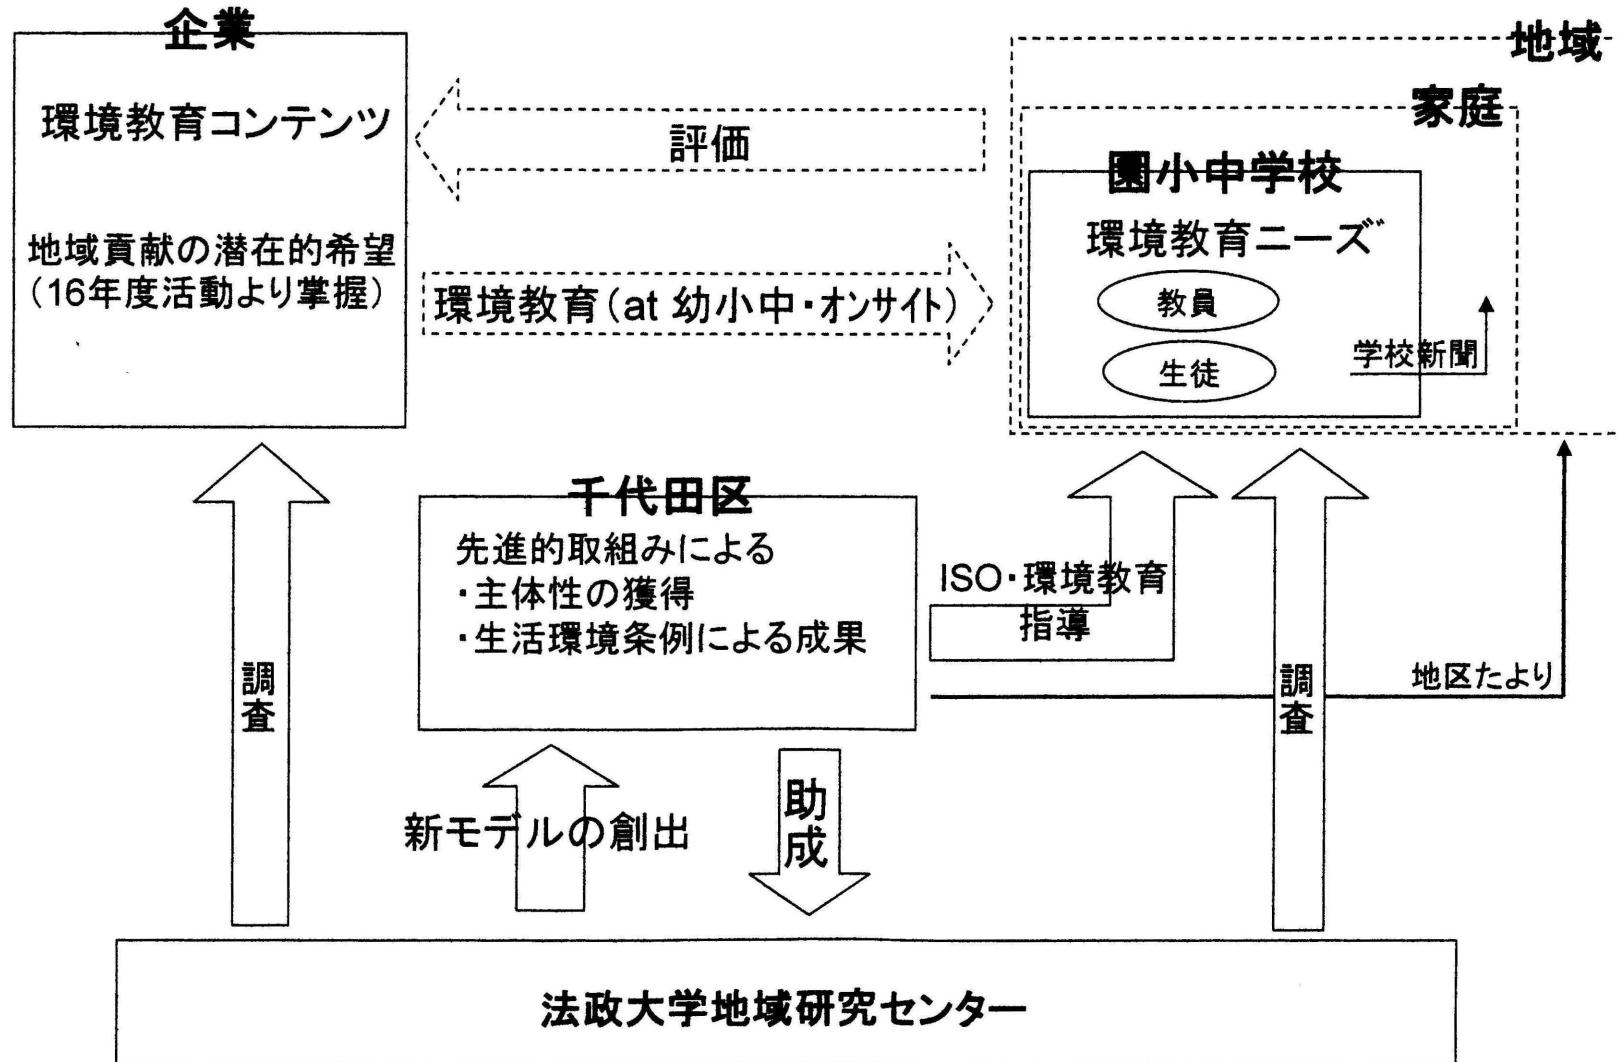 企業
環境教育コンテンツ
地域貢献の潜在的希望
(16年度活動より掌握)
評価
環境教育(at 幼小中・オンサイト)
地域
家庭
園小中学校
環境教育ニーズ
教員
生徒
学校新聞
千代田区
先進的取組みによる
・主体性の獲得
・生活環境条例による成果
ISO・環境教育
指導
地区たより
調査
調査
新モデルの創出
助成
法政大学地域研究センター